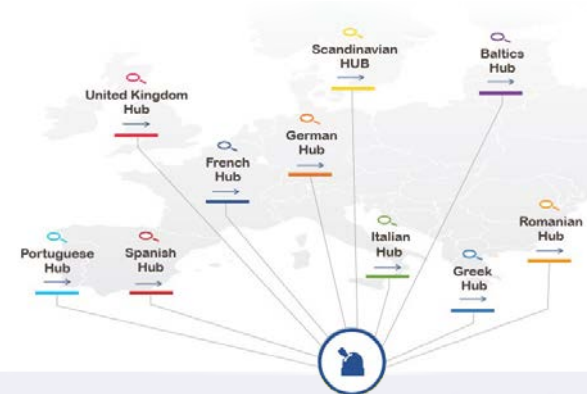 Scandinavian
HUB
Baltics
Hub
United Kingdom
Hub
German
Hub
French
Hub
Romanian
Hub
Italian
Hub
Portuguese
Hub
Spanish
Hub
Greek
Hub